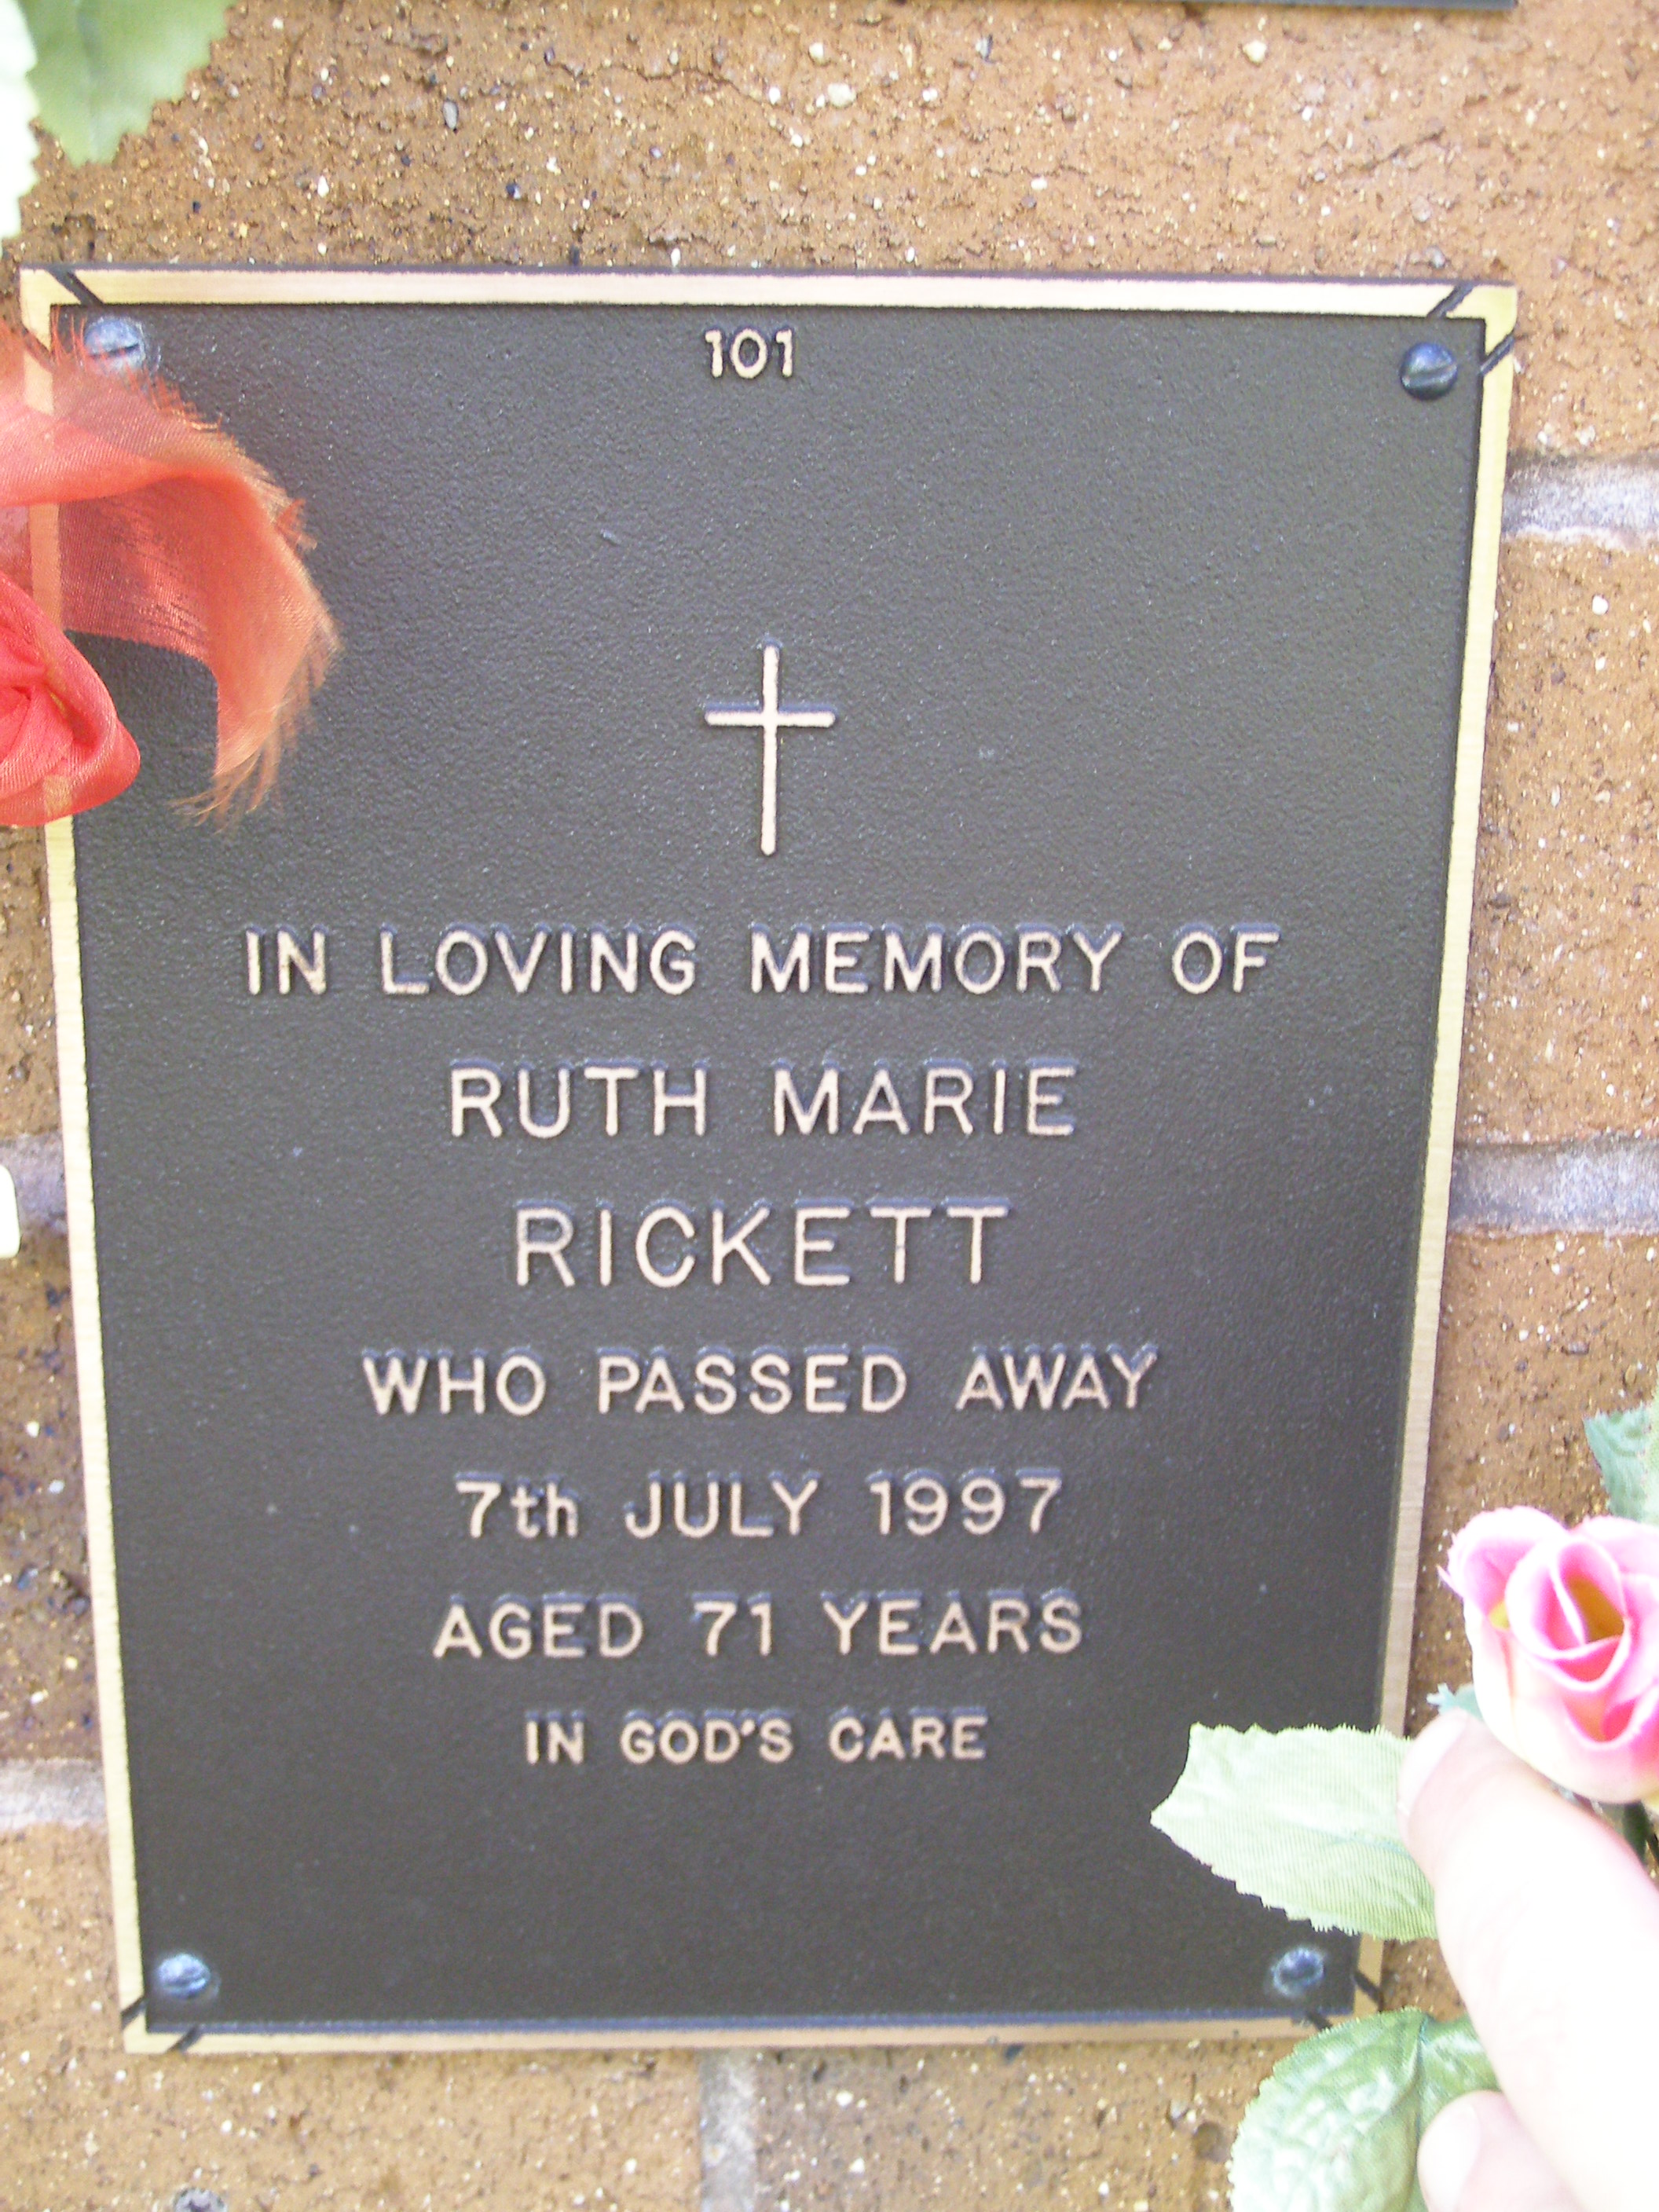 101
IN LOVING MEMORY OF
RUTH MARIE
RICKETT
WHO PASSED AWAY
7th JULY 1997
AGED 71 YEARS
IN GOD'S CARE